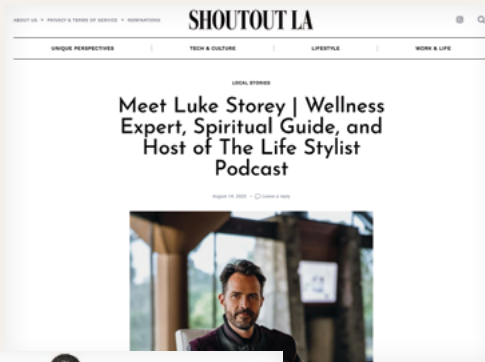 ABOUT US PRIVACY & TERMS OF SERVICE NOMINATIONS
SHOUTOUT LA
UNIQUE PERSPECTIVES | TECH & CULTURE | LIFESTYLE | WORK & LIFE
LOCAL STORIES
Meet Luke Storey | Wellness
Expert, Spiritual Guide, and
Host of The Life Stylist
Podcast
Leave a reply